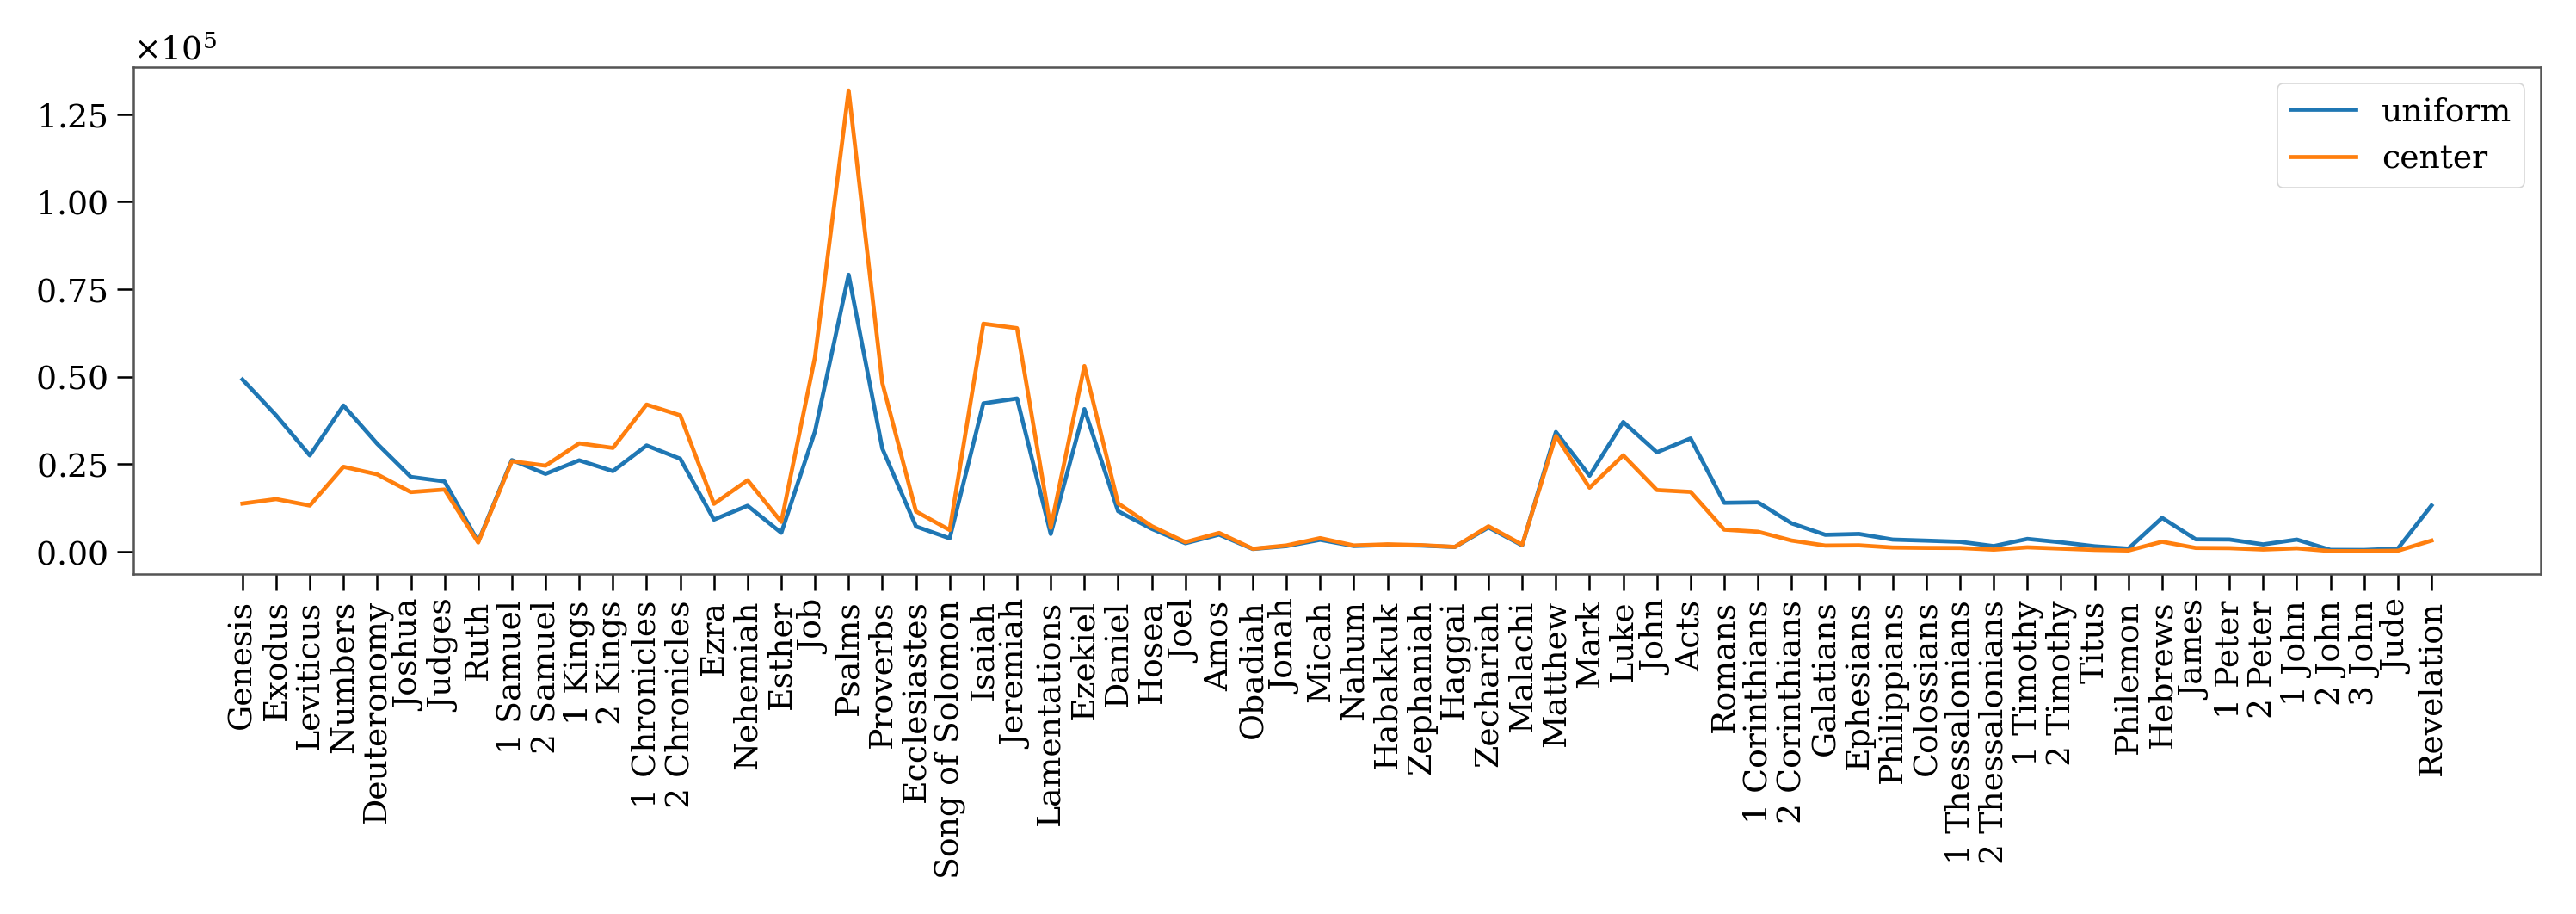 ×10⁵
1.25
1.00
0.75
0.50
0.25
0.00
uniform
center
Genesis
Exodus
Leviticus
Numbers
Deuteronomy
Joshua
Judges
Ruth
1 Samuel
2 Samuel
1 Kings
2 Kings
1 Chronicles
2 Chronicles
Ezra
Nehemiah
Esther
Job
Psalms
Proverbs
Ecclesiastes
Song of Solomon
Isaiah
Jeremiah
Lamentations
Ezekiel
Daniel
Hosea
Joel
Amos
Obadiah
Jonah
Micah
Nahum
Habakkuk
Zephaniah
Haggai
Zechariah
Malachi
Matthew
Mark
Luke
John
Acts
Romans
1 Corinthians
2 Corinthians
Galatians
Ephesians
Philippians
Colossians
1 Thessalonians
2 Thessalonians
1 Timothy
2 Timothy
Titus
Philemon
Hebrews
James
1 Peter
2 Peter
1 John
2 John
3 John
Jude
Revelation